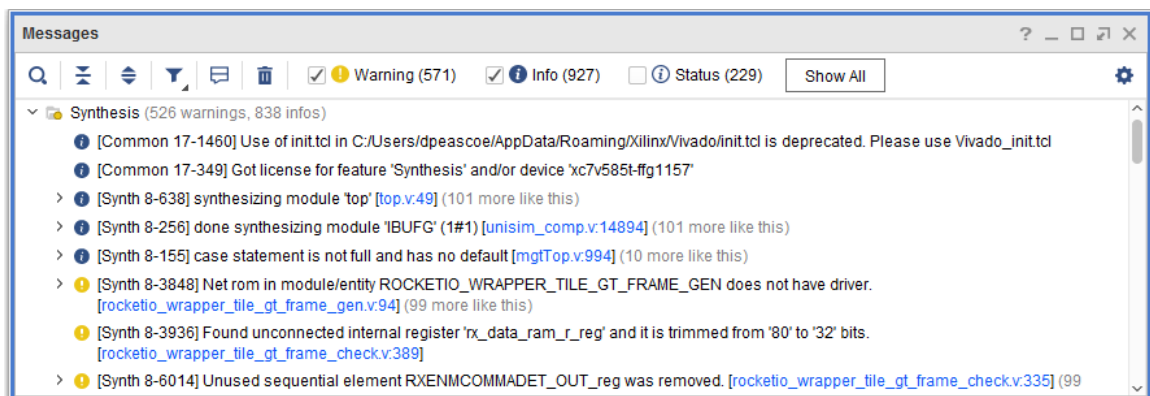 Messages
Warning (571) Info (927) Status (229) Show All
Synthesis (526 warnings, 838 infos)
[Common 17-1460] Use of init.tcl in C:/Users/dpeascoe/AppData/Roaming/Xilinx/Vivado/init.tcl is deprecated. Please use Vivado_init.tcl
[Common 17-349] Got license for feature 'Synthesis' and/or device 'xc7v585t-ffg1157'
[Synth 8-638] synthesizing module 'top' [top.v:49] (101 more like this)
[Synth 8-256] done synthesizing module 'IBUFG' (1#1) [unisim_comp.v:14894] (101 more like this)
[Synth 8-155] case statement is not full and has no default [mgtTop.v:994] (10 more like this)
[Synth 8-3848] Net rom in module/entity ROCKETIO_WRAPPER_TILE_GT_FRAME_GEN does not have driver.
[rocketio_wrapper_tile_gt_frame_gen.v:94] (99 more like this)
[Synth 8-3936] Found unconnected internal register 'rx_data_ram_r_reg' and it is trimmed from '80' to '32' bits.
[rocketio_wrapper_tile_gt_frame_check.v:389]
[Synth 8-6014] Unused sequential element RXENMCOMMADET_OUT_reg was removed. [rocketio_wrapper_tile_gt_frame_check.v:335] (99